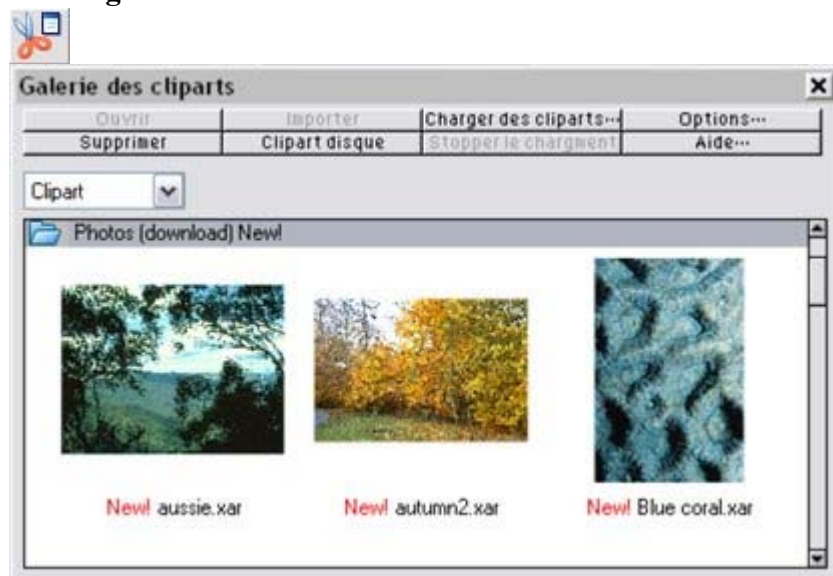 Galerie des cliparts
Ouvrir Importer Charger des cliparts... Options...
Supprimer Clipart disque Stopper le chargment Aide...
Clipart
Photos (download) New!
New! aussie.xar New! autumn2.xar New! Blue coral.xar